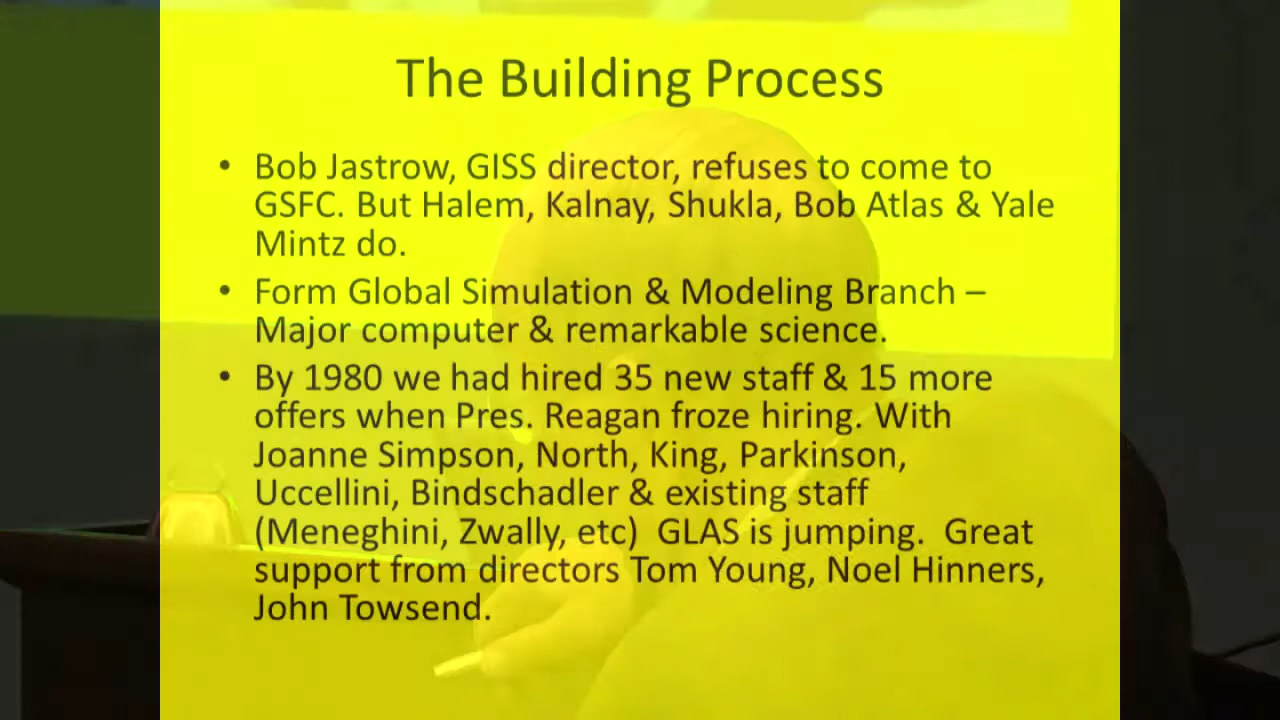 The Building Process
• Bob Jastrow, GISS director, refuses to come to
GSFC. But Halem, Kalnay, Shukla, Bob Atlas & Yale
Mintz do.
• Form Global Simulation & Modeling Branch –
Major computer & remarkable science.
• By 1980 we had hired 35 new staff & 15 more
offers when Pres. Reagan froze hiring. With
Joanne Simpson, North, King, Parkinson,
Uccellini, Bindschadler & existing staff
(Meneghini, Zwally, etc)  GLAS is jumping.  Great
support from directors Tom Young, Noel Hinners,
John Towsend.